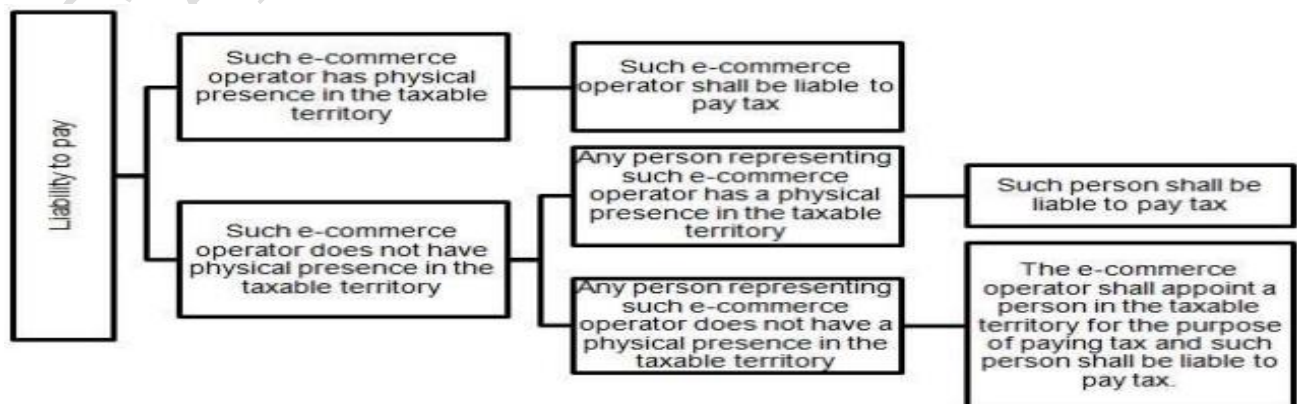 Liability to pay
Such e-commerce
operator has physical
presence in the taxable
territory
Such e-commerce
operator shall be liable to
pay tax
Such e-commerce
operator does not have
physical presence in the
taxable territory
Any person representing
such e-commerce
operator has a physical
presence in the taxable
territory
Such person shall be
liable to pay tax
Any person representing
such e-commerce
operator does not have a
physical presence in the
taxable territory
The e-commerce
operator shall appoint a
person in the taxable
territory for the purpose
of paying tax and such
person shall be liable to
pay tax.